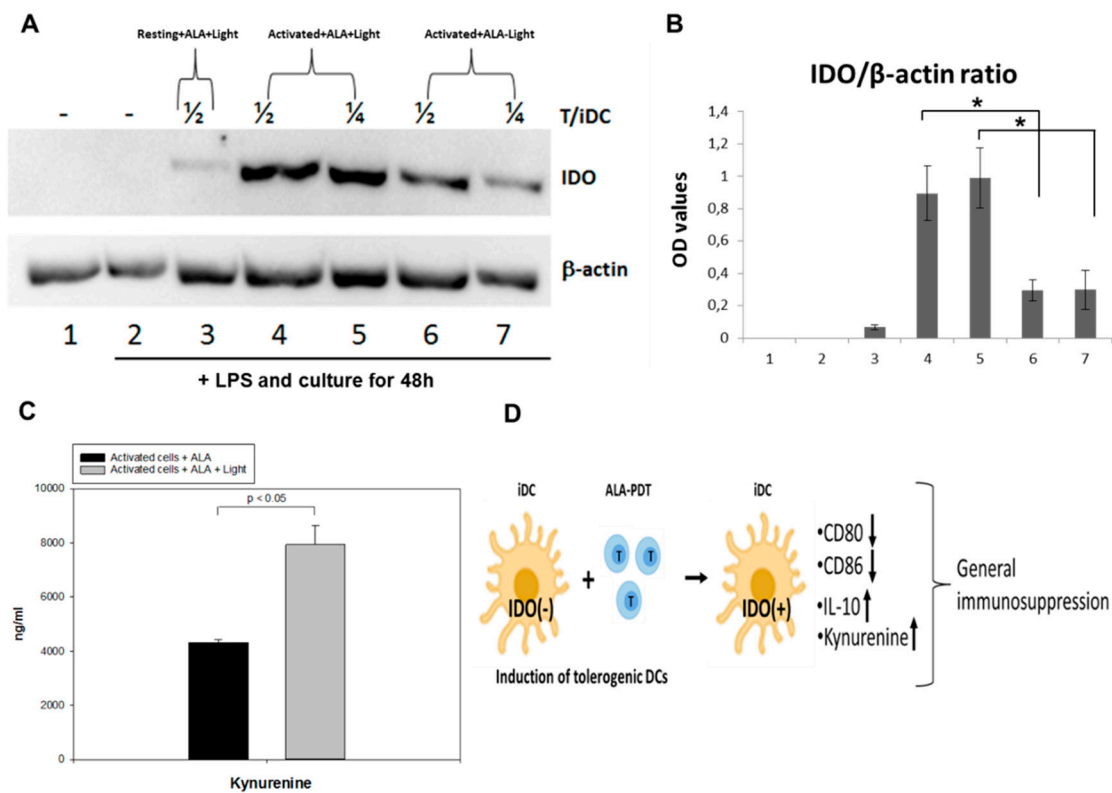 A
Resting+ALA+Light Activated+ALA+Light Activated+ALA-Light
- - ½ ½ ¼ ½ ¼ T/iDC
IDO
β-actin
1 2 3 4 5 6 7
+ LPS and culture for 48h
B
IDO/β-actin ratio
1,4
1,2
1
0,8
0,6
0,4
0,2
0
OD values
* *
1 2 3 4 5 6 7
C
Activated cells + ALA
Activated cells + ALA + Light
p < 0.05
10000
8000
6000
4000
2000
0
ng/ml
Kynurenine
D
iDC ALA-PDT iDC
IDO(-) + T T T IDO(+)
Induction of tolerogenic DCs
•CD80
•CD86
•IL-10
•Kynurenine
General
immunosuppression